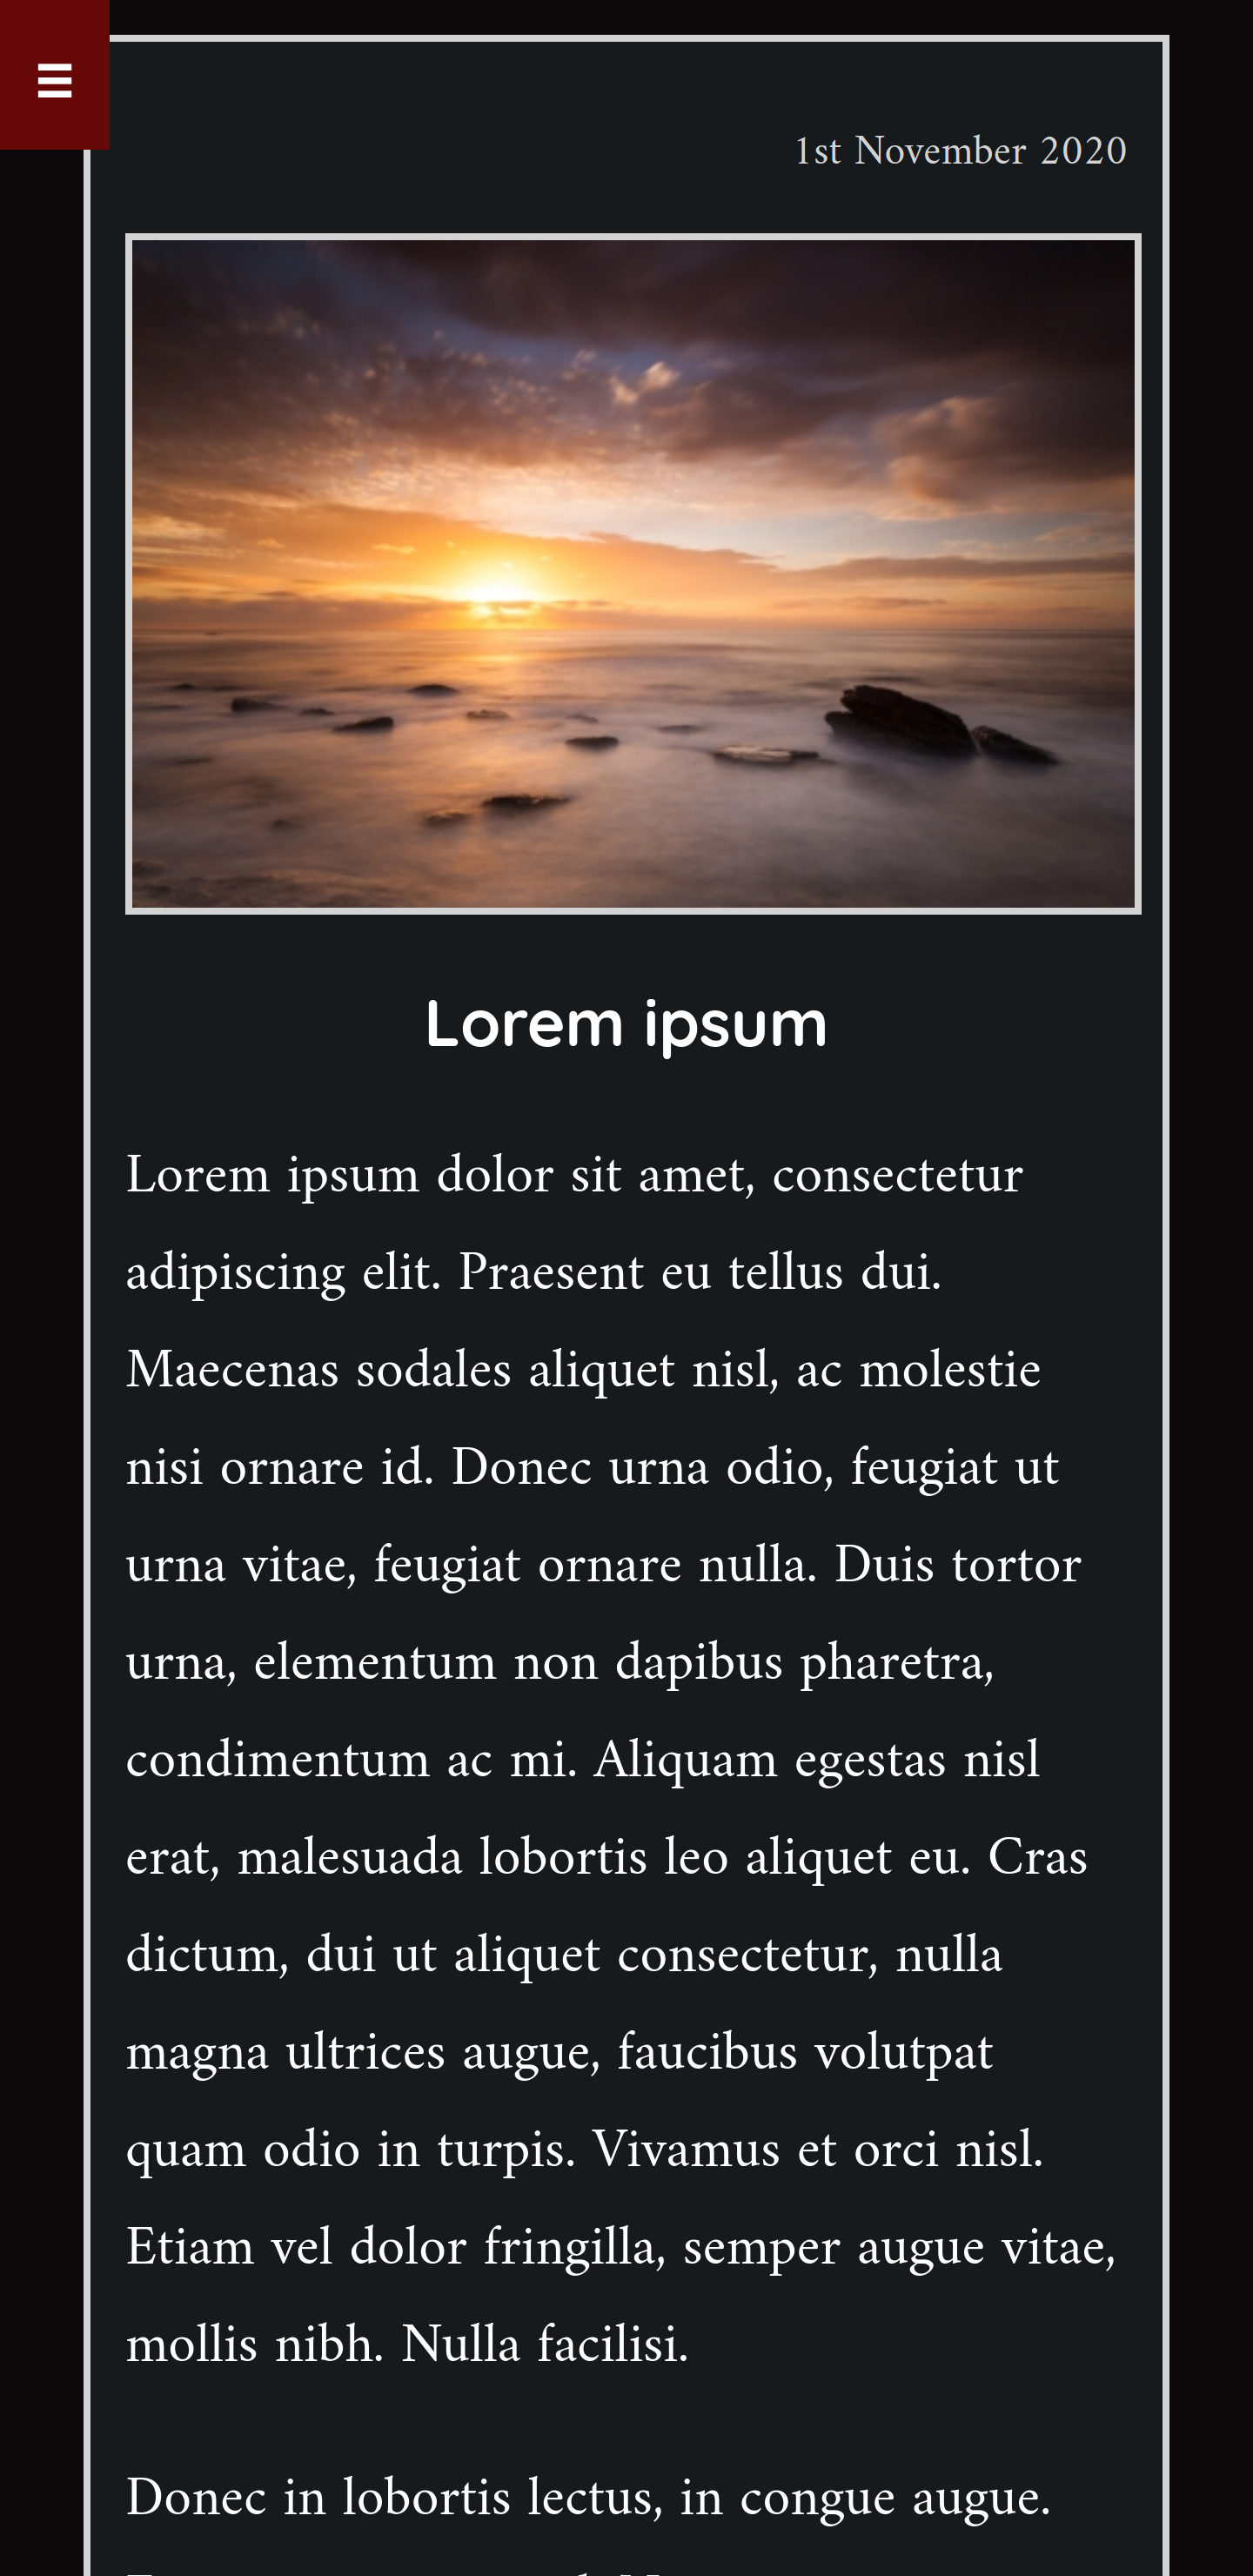 1st November 2020
Lorem ipsum
Lorem ipsum dolor sit amet, consectetur
adipiscing elit. Praesent eu tellus dui.
Maecenas sodales aliquet nisl, ac molestie
nisi ornare id. Donec urna odio, feugiat ut
urna vitae, feugiat ornare nulla. Duis tortor
urna, elementum non dapibus pharetra,
condimentum ac mi. Aliquam egestas nisl
erat, malesuada lobortis leo aliquet eu. Cras
dictum, dui ut aliquet consectetur, nulla
magna ultrices augue, faucibus volutpat
quam odio in turpis. Vivamus et orci nisl.
Etiam vel dolor fringilla, semper augue vitae,
mollis nibh. Nulla facilisi.
Donec in lobortis lectus, in congue augue.